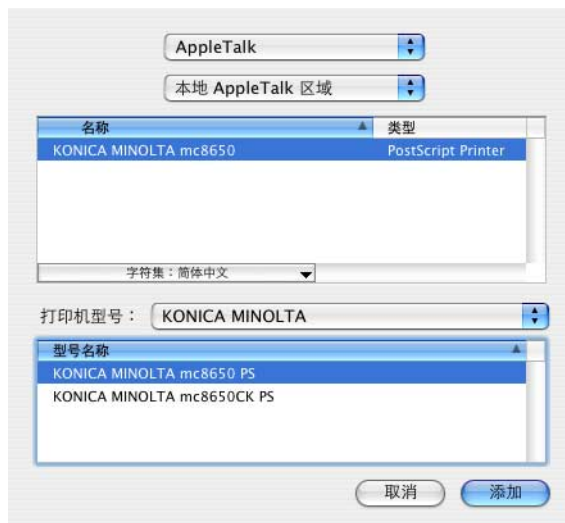 AppleTalk
本地 AppleTalk 区域
名称 类型
KONICA MINOLTA mc8650 PostScript Printer
字符集：简体中文
打印机型号： KONICA MINOLTA
型号名称
KONICA MINOLTA mc8650 PS
KONICA MINOLTA mc8650CK PS
取消 添加